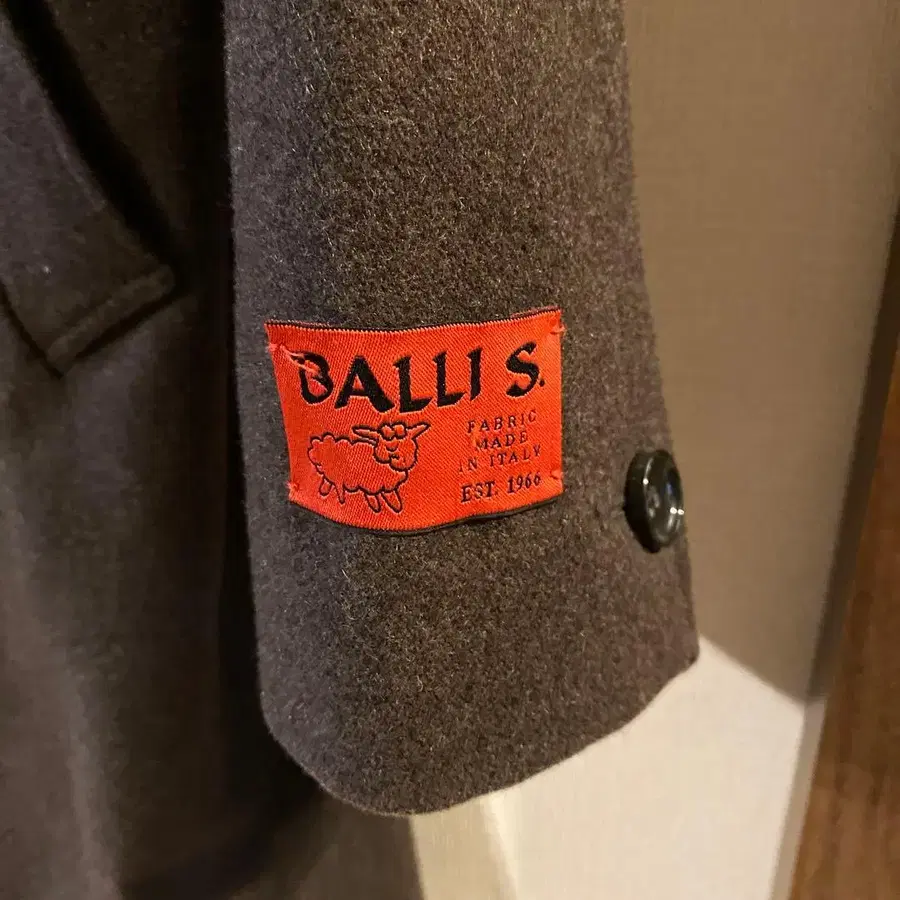 BALLI S.
FABRIC
MADE
IN ITALY
EST. 1966